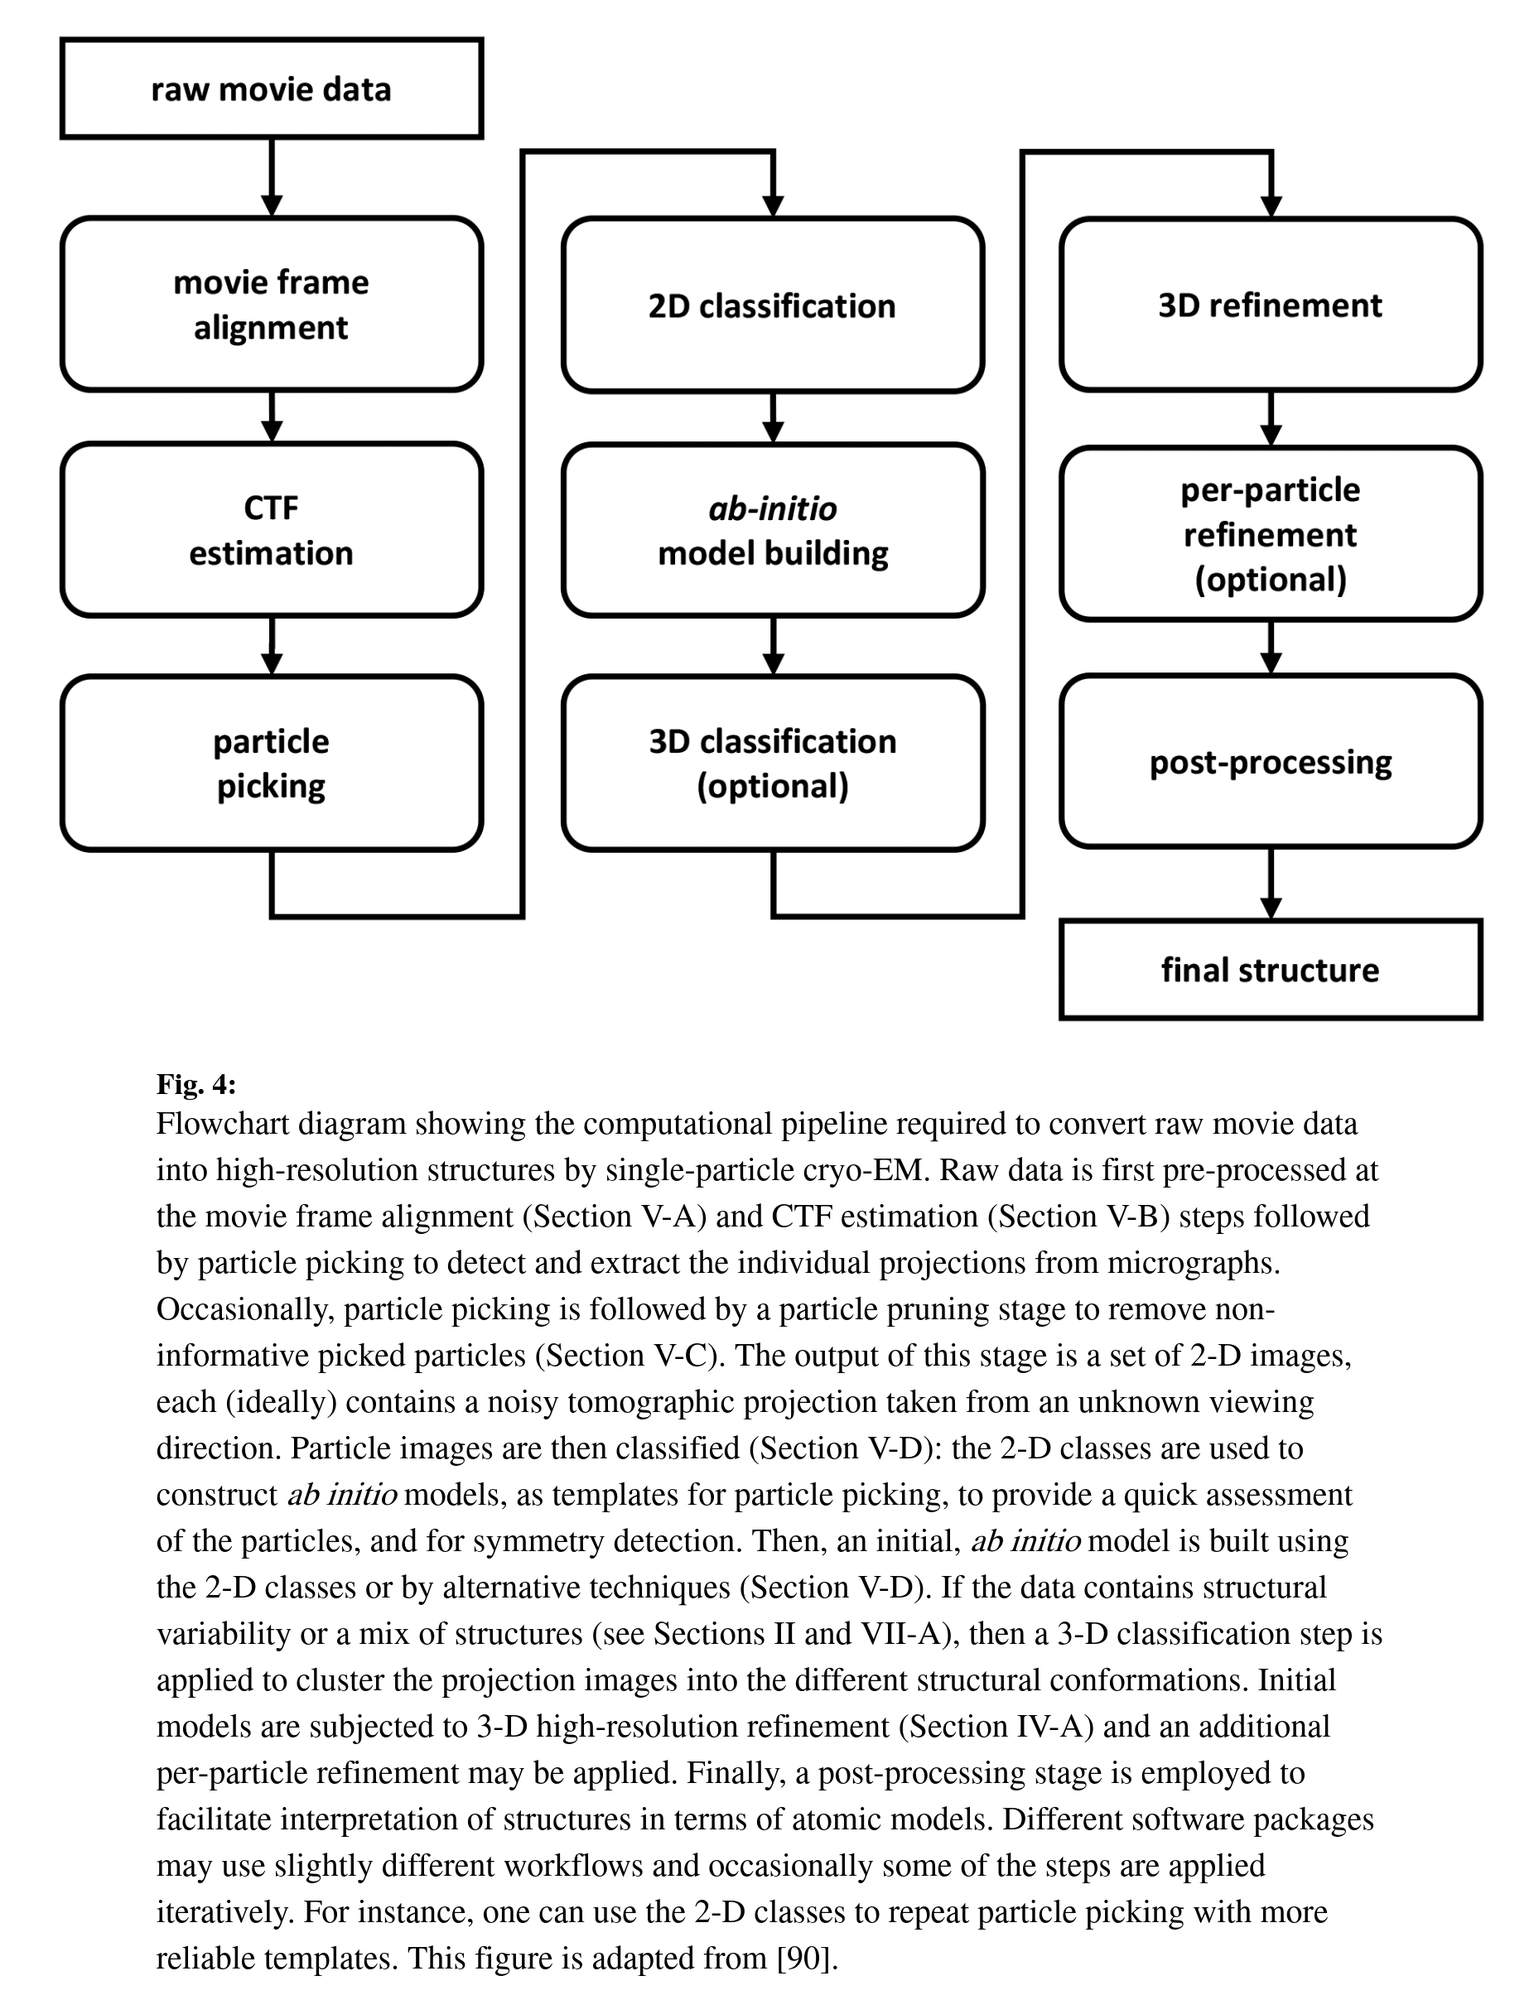 raw movie data
movie frame
alignment
CTF
estimation
particle
picking
2D classification
ab-initio
model building
3D classification
(optional)
3D refinement
per-particle
refinement
(optional)
post-processing
final structure
Fig. 4:
Flowchart diagram showing the computational pipeline required to convert raw movie data
into high-resolution structures by single-particle cryo-EM. Raw data is first pre-processed at
the movie frame alignment (Section V-A) and CTF estimation (Section V-B) steps followed
by particle picking to detect and extract the individual projections from micrographs.
Occasionally, particle picking is followed by a particle pruning stage to remove non-
informative picked particles (Section V-C). The output of this stage is a set of 2-D images,
each (ideally) contains a noisy tomographic projection taken from an unknown viewing
direction. Particle images are then classified (Section V-D): the 2-D classes are used to
construct ab initio models, as templates for particle picking, to provide a quick assessment
of the particles, and for symmetry detection. Then, an initial, ab initio model is built using
the 2-D classes or by alternative techniques (Section V-D). If the data contains structural
variability or a mix of structures (see Sections II and VII-A), then a 3-D classification step is
applied to cluster the projection images into the different structural conformations. Initial
models are subjected to 3-D high-resolution refinement (Section IV-A) and an additional
per-particle refinement may be applied. Finally, a post-processing stage is employed to
facilitate interpretation of structures in terms of atomic models. Different software packages
may use slightly different workflows and occasionally some of the steps are applied
iteratively. For instance, one can use the 2-D classes to repeat particle picking with more
reliable templates. This figure is adapted from [90].